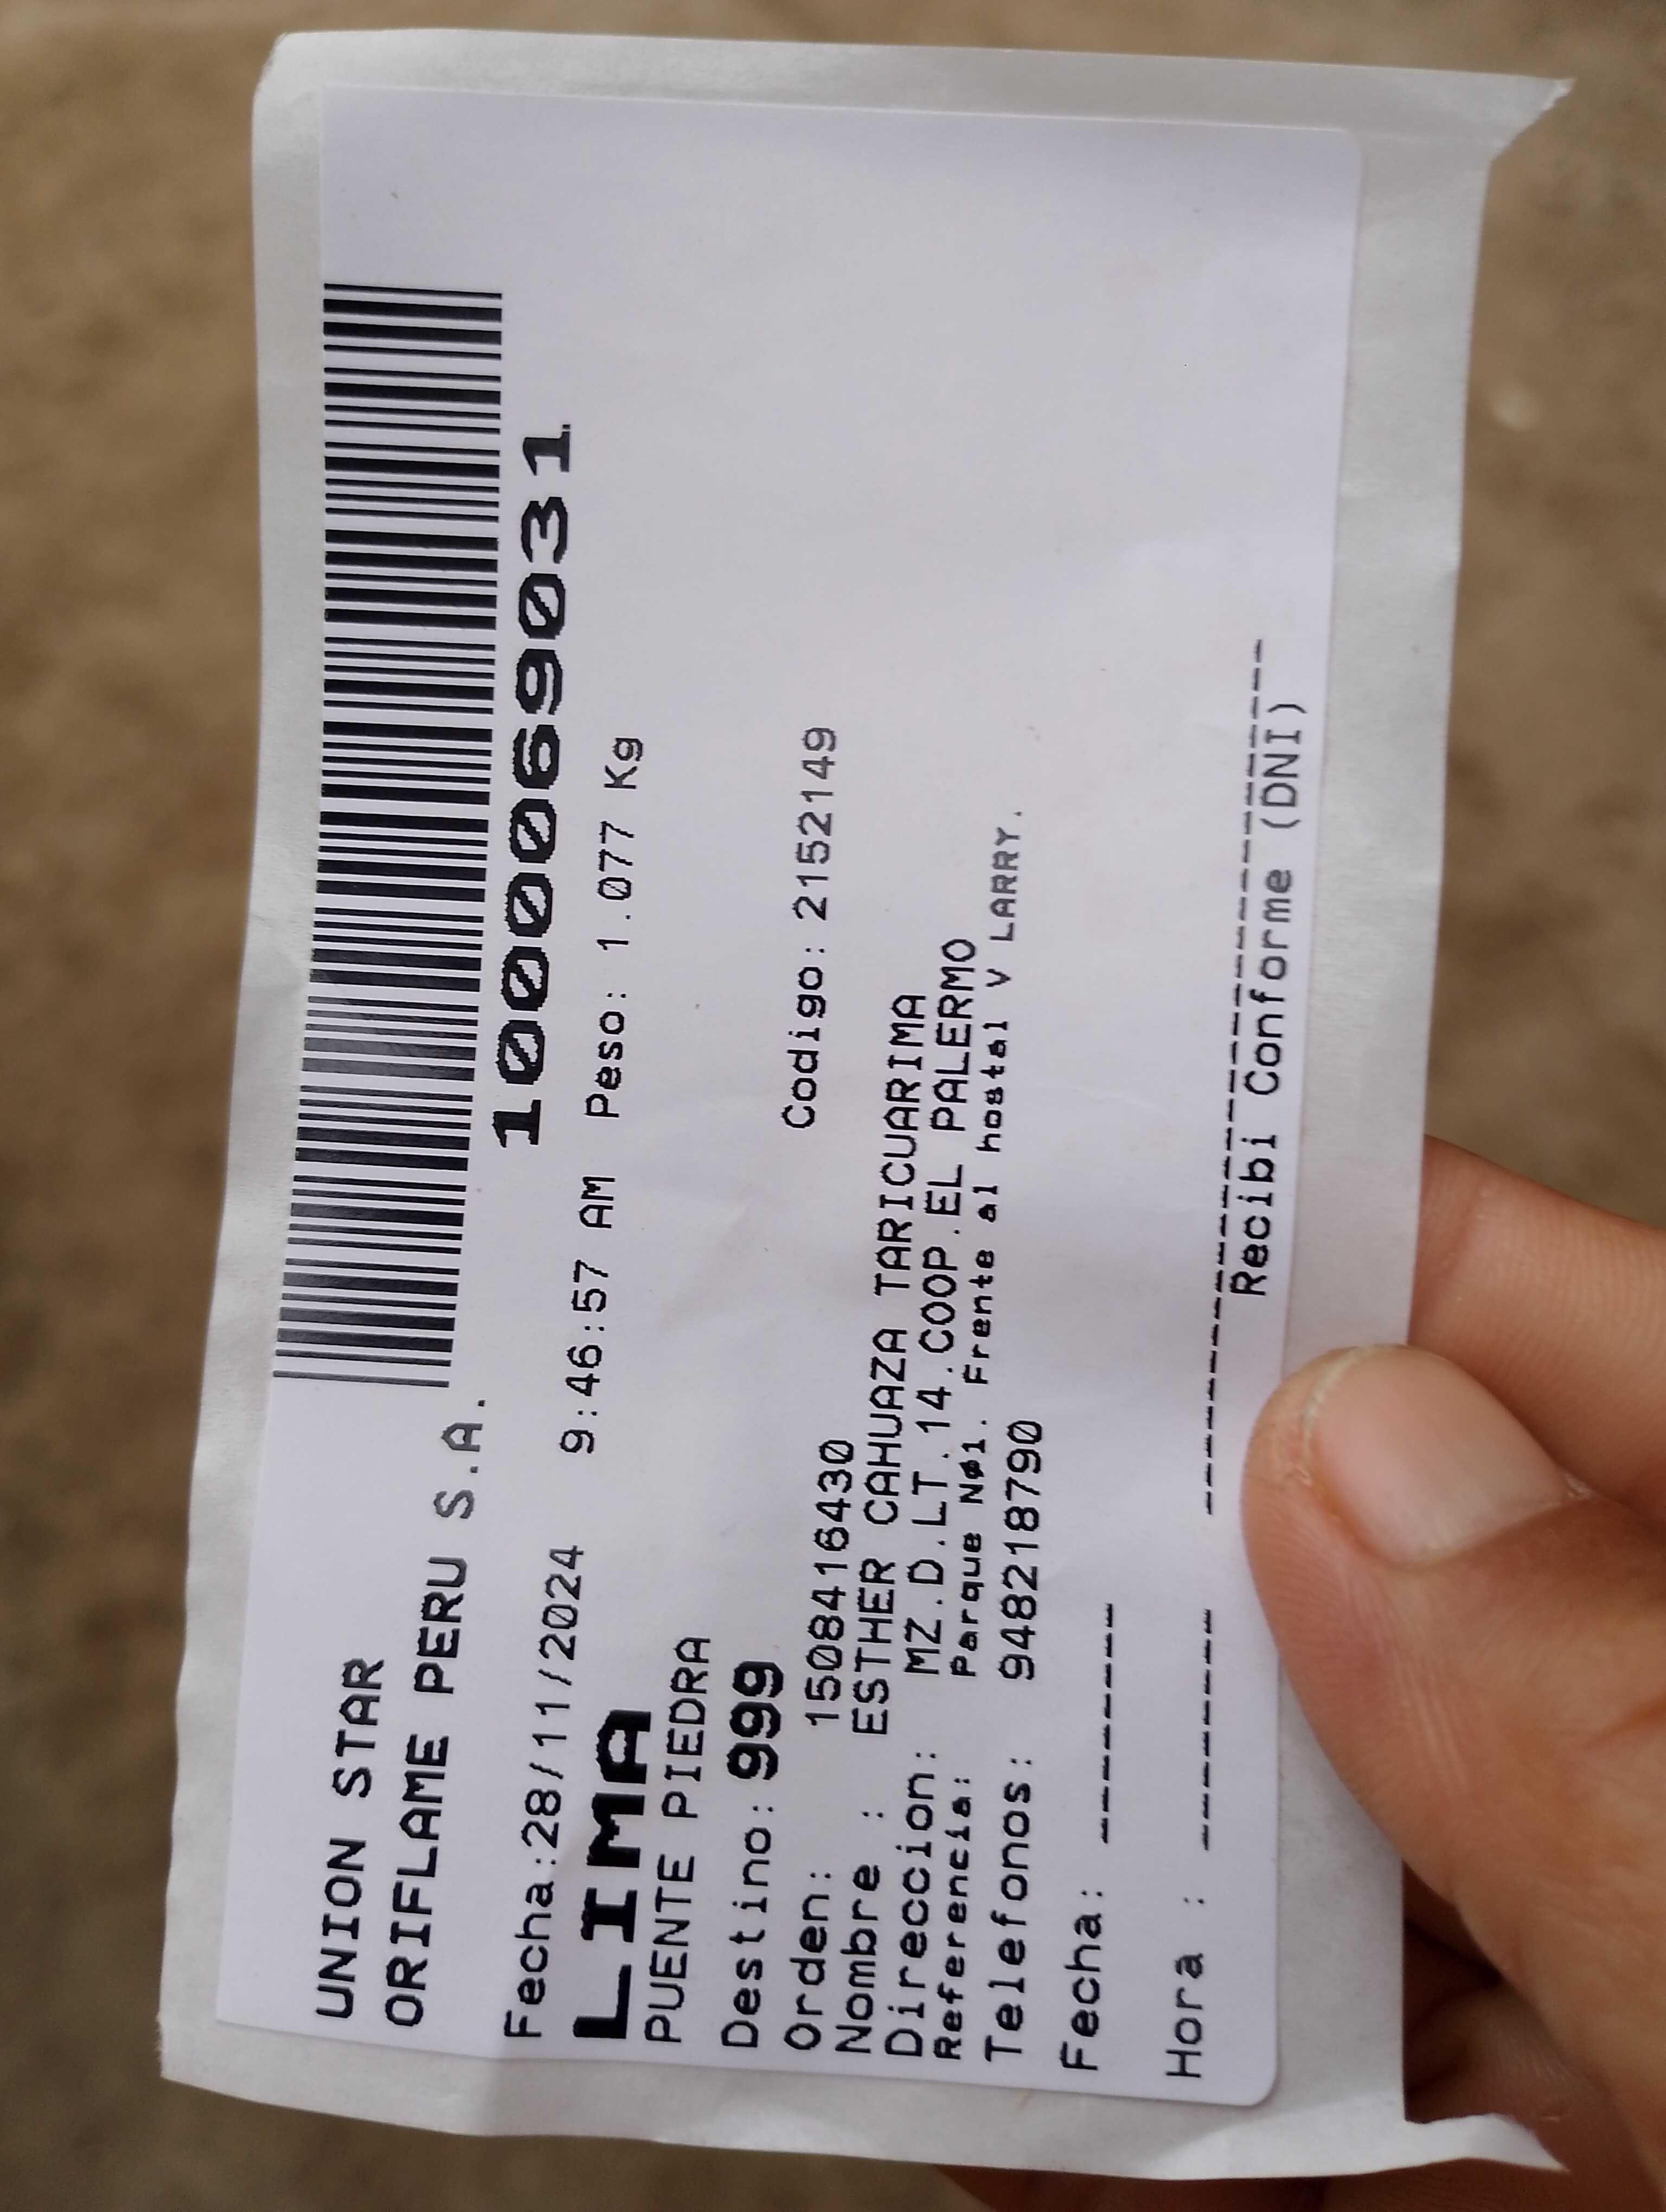 UNION STAR
ORIFLAME PERU S.A.
1000069031
Fecha:28/11/2024 9:46:57 AM Peso: 1.077 Kg
LIMA
PUENTE PIEDRA
Destino: 999
Codigo: 2152149
Orden: 1508416430
Nombre : ESTHER CAHUAZA TARICUARIMA
Direccion: MZ.D.LT.14.COOP.EL PALERMO
Referencia: Parque Nø1. Frente al hostal V LARRY.
Telefonos: 948218790
Fecha: --------
Hora : -------- --------------------------------
Recibi Conforme (DNI)